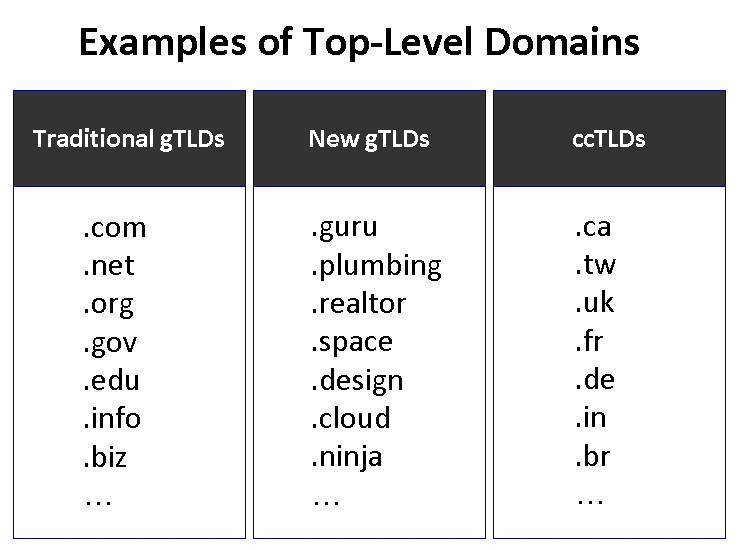 Examples of Top-Level Domains
Traditional gTLDs
.com
.net
.org
.gov
.edu
.info
.biz
…
New gTLDs
.guru
.plumbing
.realtor
.space
.design
.cloud
.ninja
…
ccTLDs
.ca
.tw
.uk
.fr
.de
.in
.br
…